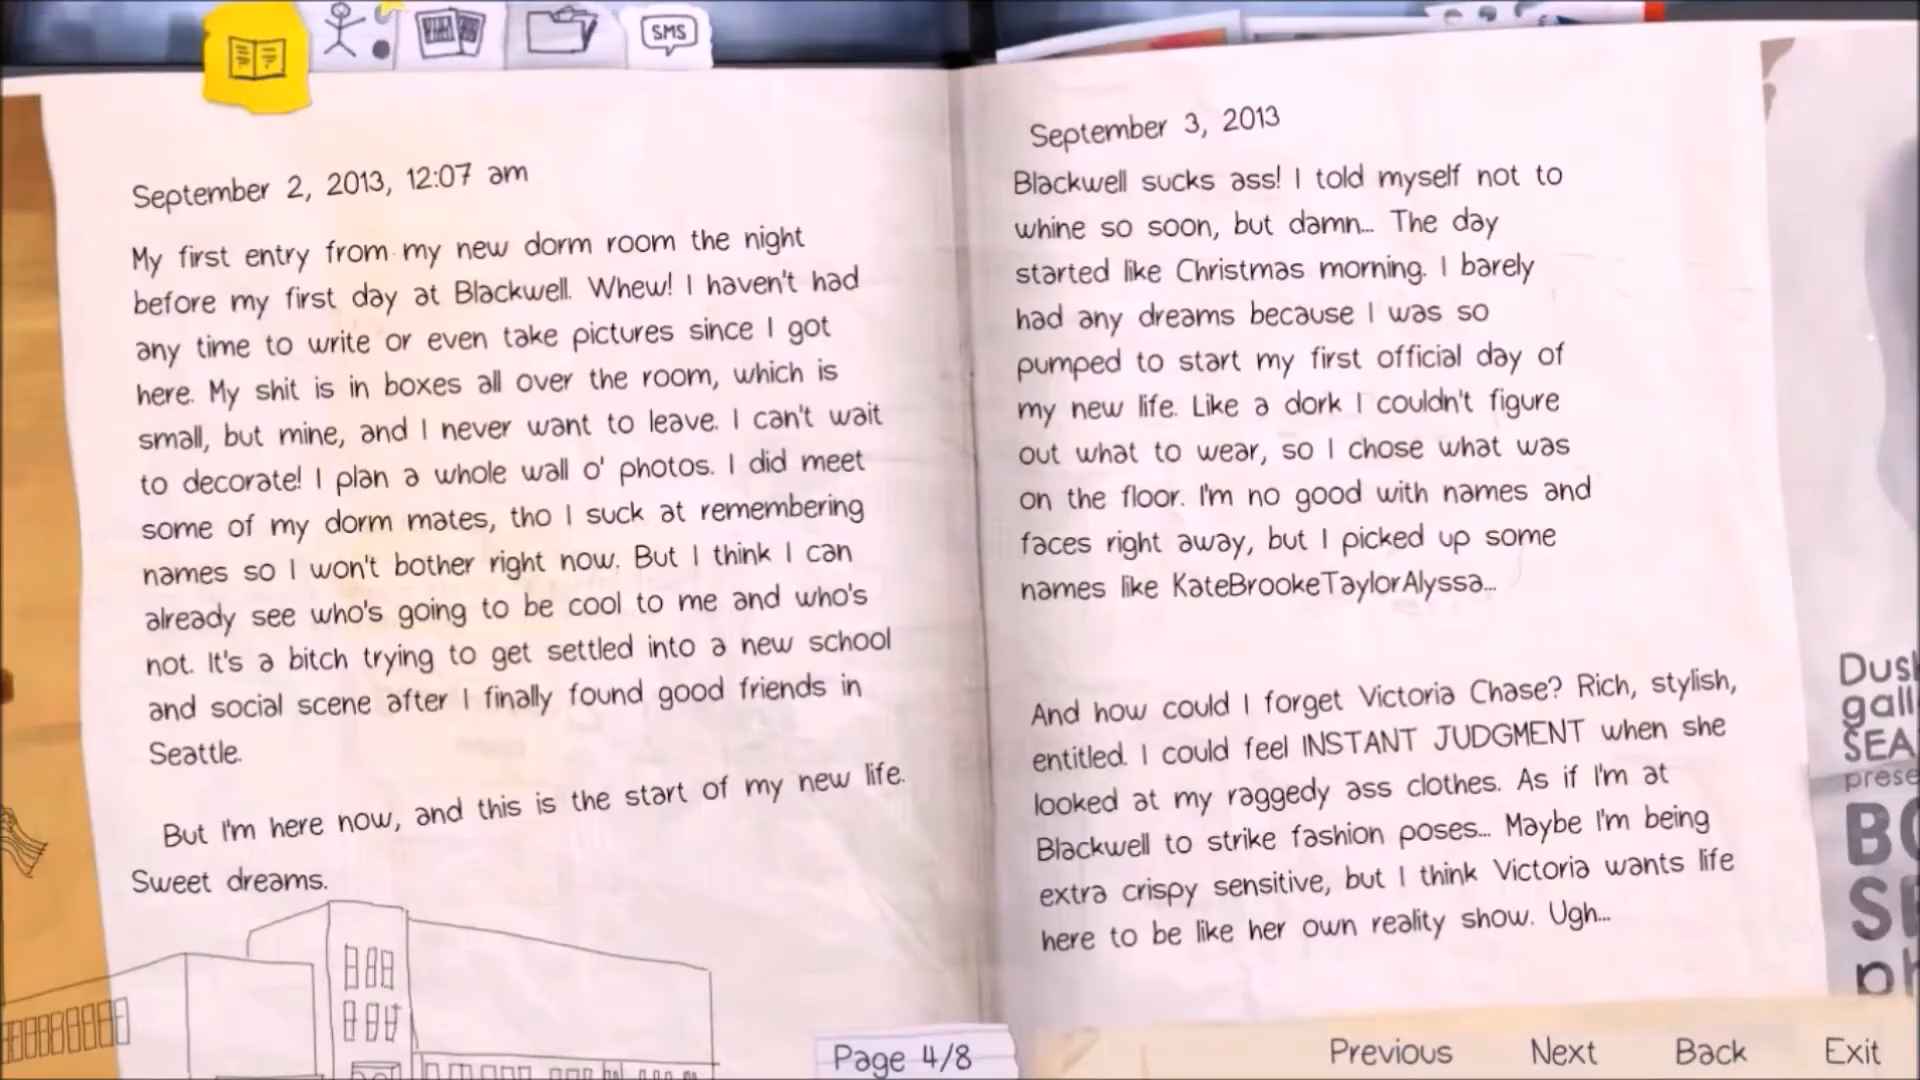 SMS
September 2, 2013, 12:07 am
My first entry from my new dorm room the night
before my first day at Blackwell. Whew! I haven't had
any time to write or even take pictures since I got
here. My shit is in boxes all over the room, which is
small, but mine, and I never want to leave. I can't wait
to decorate! I plan a whole wall o' photos. I did meet
some of my dorm mates, tho I suck at remembering
names so I won't bother right now. But I think I can
already see who's going to be cool to me and who's
not. It's a bitch trying to get settled into a new school
and social scene after I finally found good friends in
Seattle.
But I'm here now, and this is the start of my new life.
Sweet dreams.
September 3, 2013
Blackwell sucks ass! I told myself not to
whine so soon, but damn... The day
started like Christmas morning. I barely
had any dreams because I was so
pumped to start my first official day of
my new life. Like a dork I couldn't figure
out what to wear, so I chose what was
on the floor. I'm no good with names and
faces right away, but I picked up some
names like KateBrookeTaylorAlyssa...
And how could I forget Victoria Chase? Rich, stylish,
entitled. I could feel INSTANT JUDGMENT when she
looked at my raggedy ass clothes. As if I'm at
Blackwell to strike fashion poses... Maybe I'm being
extra crispy sensitive, but I think Victoria wants life
here to be like her own reality show. Ugh...
Page 4/8
Previous Next Back Exit